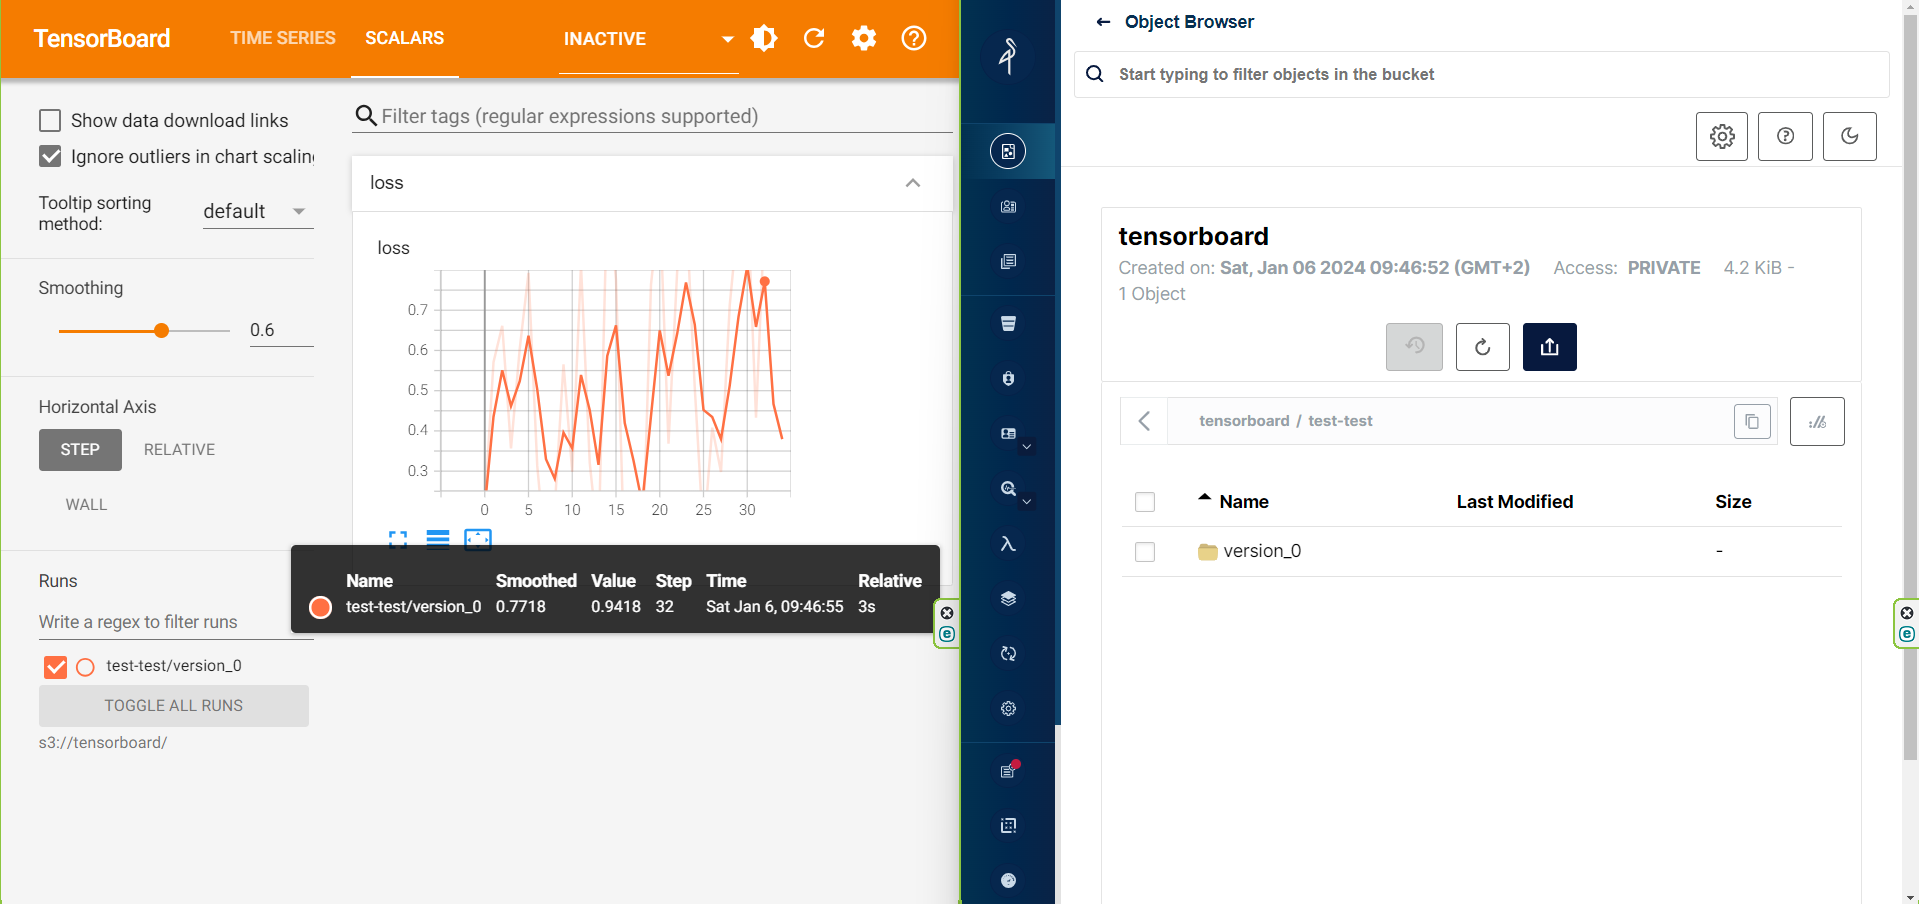 TensorBoard
TIME SERIES
SCALARS
INACTIVE
Show data download links
Ignore outliers in chart scaling
Tooltip sorting
method:
default
Smoothing
0.6
Horizontal Axis
STEP
RELATIVE
WALL
Runs
Write a regex to filter runs
test-test/version_0
TOGGLE ALL RUNS
s3://tensorboard/
Filter tags (regular expressions supported)
loss
loss
0.7
0.6
0.5
0.4
0.3
0 5 10 15 20 25 30
Name Smoothed Value Step Time Relative
test-test/version_0 0.7718 0.9418 32 Sat Jan 6, 09:46:55 3s
Object Browser
Start typing to filter objects in the bucket
tensorboard
Created on: Sat, Jan 06 2024 09:46:52 (GMT+2) Access: PRIVATE 4.2 KiB -
1 Object
tensorboard / test-test
Name Last Modified Size
version_0 -